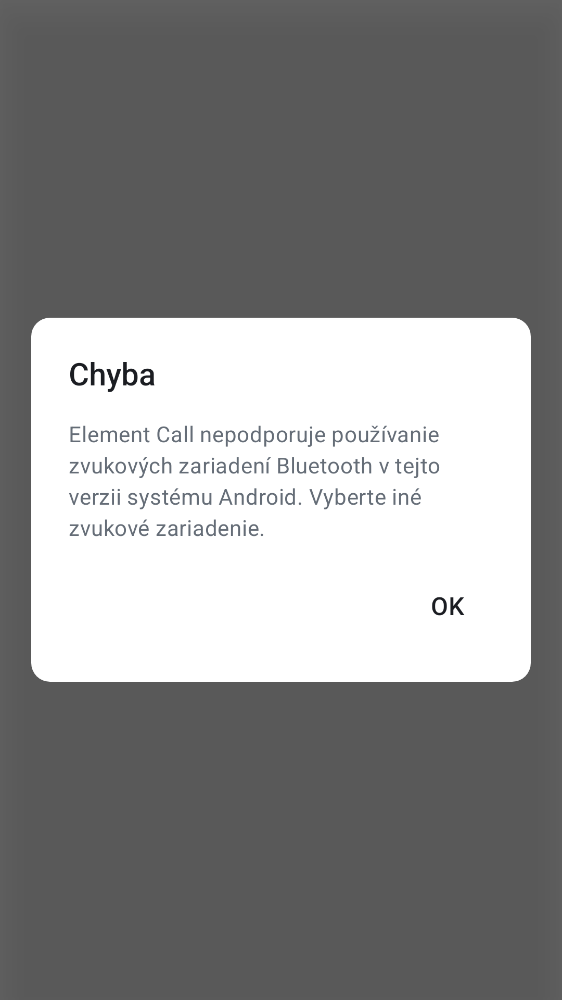 Chyba
Element Call nepodporuje používanie
zvukových zariadení Bluetooth v tejto
verzii systému Android. Vyberte iné
zvukové zariadenie.
OK